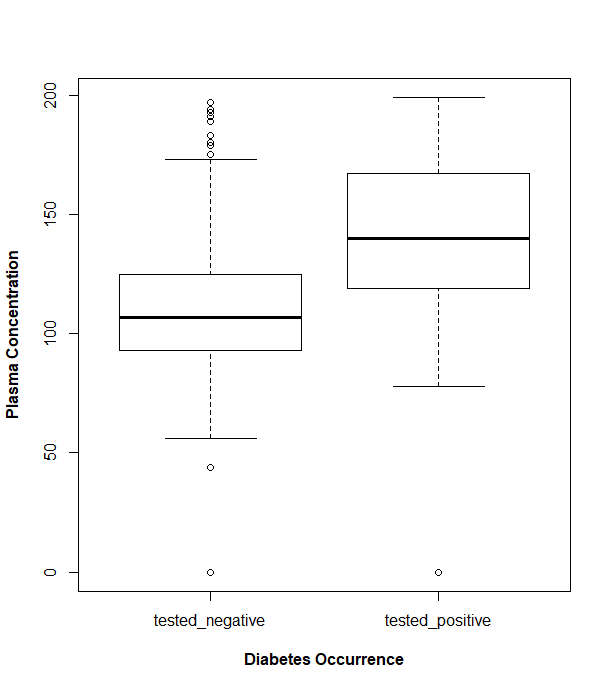 200
150
100
50
0
Plasma Concentration
tested_negative
tested_positive
Diabetes Occurrence